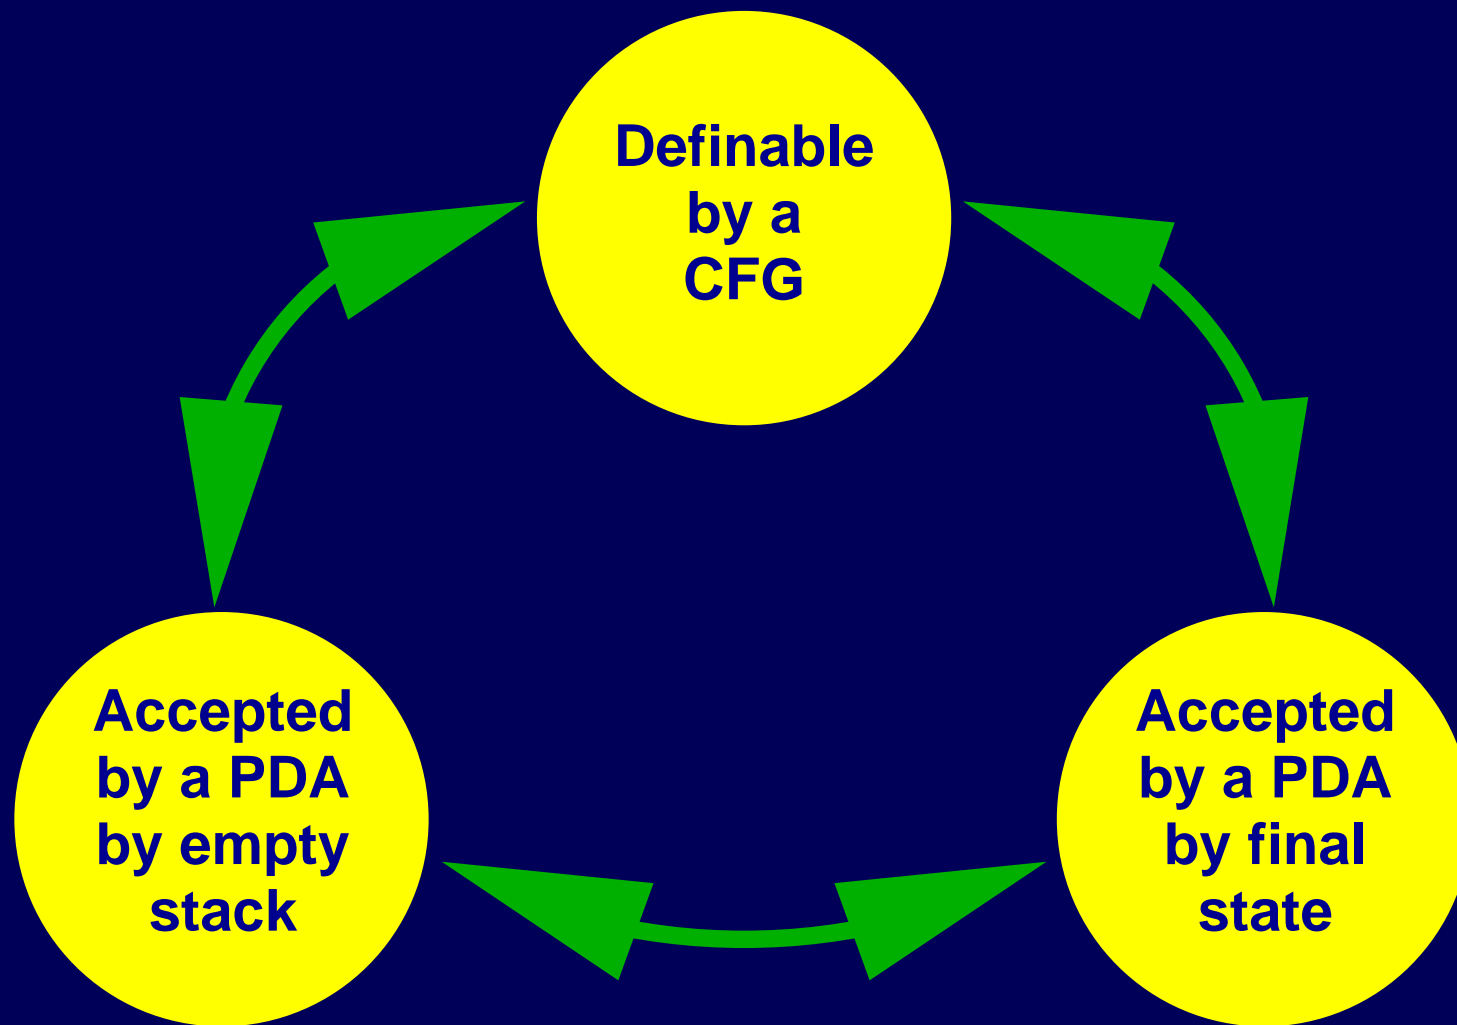 Definable
by a
CFG
Accepted
by a PDA
by empty
stack
Accepted
by a PDA
by final
state